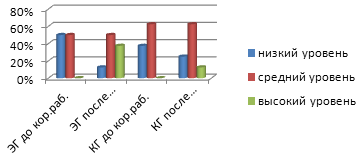 80%
60%
40%
20%
0%
ЭГ до кор.раб.
ЭГ после...
КГ до кор.раб.
КГ после...
низкий уровень
средний уровень
высокий уровень